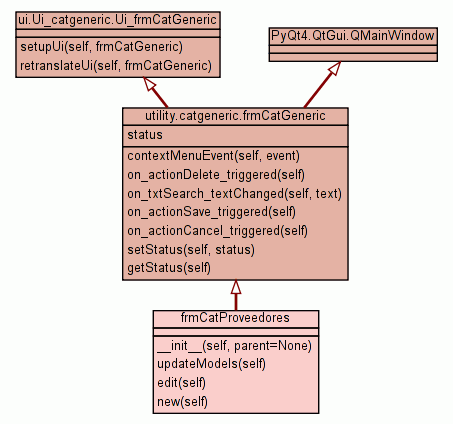 ui.Ui_catgeneric.Ui_frmCatGeneric
setupUi(self, frmCatGeneric)
retranslateUi(self, frmCatGeneric)
PyQt4.QtGui.QMainWindow
utility.catgeneric.frmCatGeneric
status
contextMenuEvent(self, event)
on_actionDelete_triggered(self)
on_txtSearch_textChanged(self, text)
on_actionSave_triggered(self)
on_actionCancel_triggered(self)
setStatus(self, status)
getStatus(self)
frmCatProveedores
__init__(self, parent=None)
updateModels(self)
edit(self)
new(self)